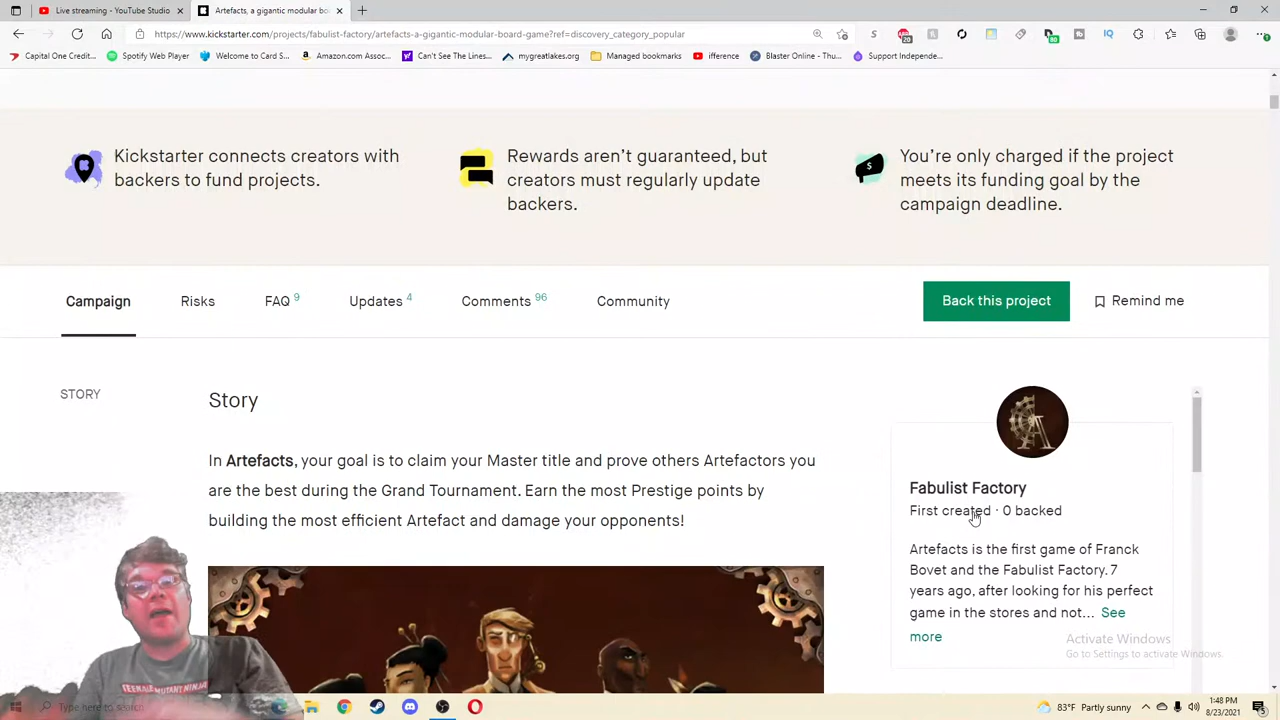 Live streaming - YouTube Studio
Artefacts, a gigantic modular bo
https://www.kickstarter.com/projects/fabulist-factory/artefacts-a-gigantic-modular-board-game?ref=discovery_category_popular
Capital One Credit...
Spotify Web Player
Welcome to Card S...
Amazon.com Assoc...
Can't See The Lines...
mygreatlakes.org
Managed bookmarks
ifference
Blaster Online - Thu...
Support Independe...
Kickstarter connects creators with
backers to fund projects.
Rewards aren't guaranteed, but
creators must regularly update
backers.
You're only charged if the project
meets its funding goal by the
campaign deadline.
Campaign Risks FAQ 9 Updates 4 Comments 96 Community
Back this project Remind me
STORY
Story
In Artefacts, your goal is to claim your Master title and prove others Artefactors you
are the best during the Grand Tournament. Earn the most Prestige points by
building the most efficient Artefact and damage your opponents!
Fabulist Factory
First created · 0 backed
Artefacts is the first game of Franck
Bovet and the Fabulist Factory. 7
years ago, after looking for his perfect
game in the stores and not... See
more
Activate Windows
Go to Settings to activate Windows.
TEENAGE MUTANT NINJA
Type here to search
83°F Partly sunny
1:48 PM
8/23/2021